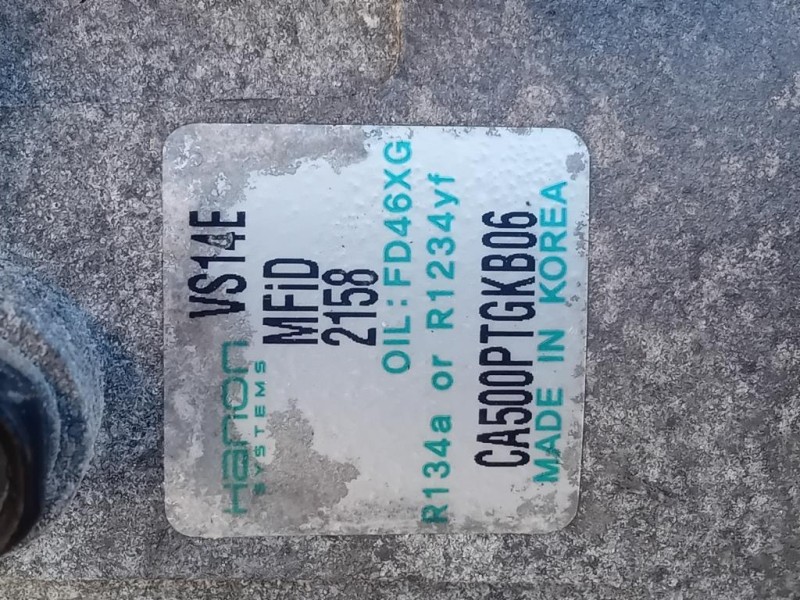 Hanon VS14E
SYSTEMS
MFiD
2158
OIL:FD46XG
R134a or R1234yf
CA500PTGKB06
MADE IN KOREA